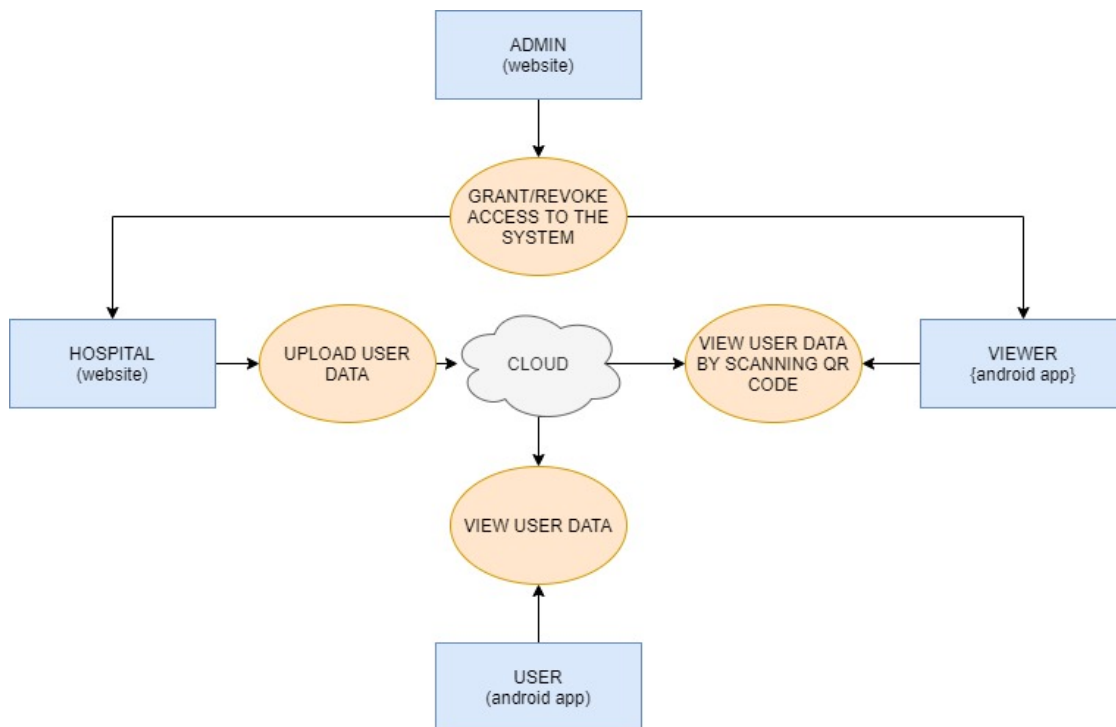 ADMIN
(website)
GRANT/REVOKE
ACCESS TO THE
SYSTEM
HOSPITAL
(website)
UPLOAD USER
DATA
CLOUD
VIEW USER DATA
BY SCANNING QR
CODE
VIEWER
{android app}
VIEW USER DATA
USER
(android app)